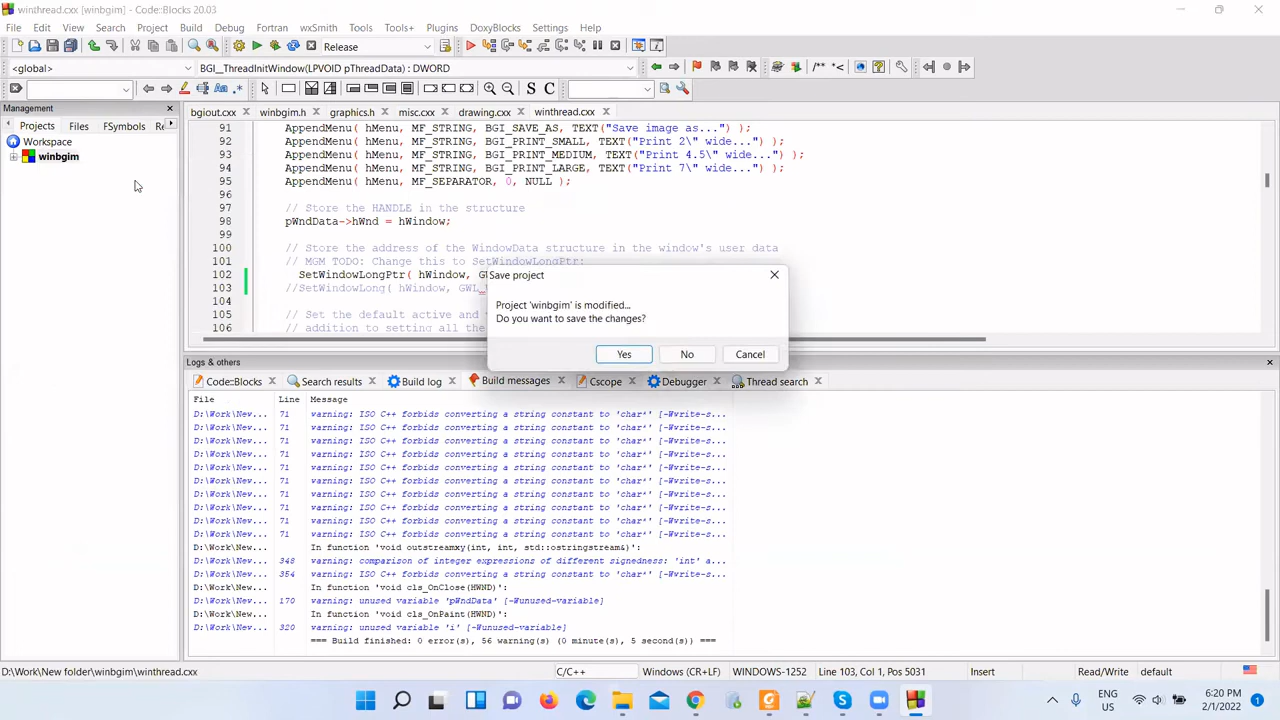 winthread.cxx [winbgim] - Code::Blocks 20.03
File Edit View Search Project Build Debug Fortran wxSmith Tools Tools+ Plugins DoxyBlocks Settings Help
Release
<global> BGI__ThreadInitWindow(LPVOID pThreadData) : DWORD
/** *<
S C
Management
bgiout.cxx winbgim.h graphics.h misc.cxx drawing.cxx winthread.cxx
Projects Files FSymbols Re
Workspace
winbgim
91 AppendMenu( hMenu, MF_STRING, BGI_SAVE_AS, TEXT("Save image as...") );
92 AppendMenu( hMenu, MF_STRING, BGI_PRINT_SMALL, TEXT("Print 2\" wide...") );
93 AppendMenu( hMenu, MF_STRING, BGI_PRINT_MEDIUM, TEXT("Print 4.5\" wide...") );
94 AppendMenu( hMenu, MF_STRING, BGI_PRINT_LARGE, TEXT("Print 7\" wide...") );
95 AppendMenu( hMenu, MF_SEPARATOR, 0, NULL );
96
97 // Store the HANDLE in the structure
98 pWndData->hWnd = hWindow;
99
100 // Store the address of the WindowData structure in the window's user data
101 // MGM TODO: Change this to SetWindowLongPtr:
102 SetWindowLongPtr( hWindow, G
103 //SetWindowLong( hWindow, GWL_
104
105 // Set the default active and
106 // addition to setting all the
Save project
Project 'winbgim' is modified...
Do you want to save the changes?
Yes No Cancel
Logs & others
Code::Blocks Search results Build log Build messages Cscope Debugger Thread search
File Line Message
D:\Work\New... 71 warning: ISO C++ forbids converting a string constant to 'char*' [-Wwrite-s...
D:\Work\New... 71 warning: ISO C++ forbids converting a string constant to 'char*' [-Wwrite-s...
D:\Work\New... 71 warning: ISO C++ forbids converting a string constant to 'char*' [-Wwrite-s...
D:\Work\New... 71 warning: ISO C++ forbids converting a string constant to 'char*' [-Wwrite-s...
D:\Work\New... 71 warning: ISO C++ forbids converting a string constant to 'char*' [-Wwrite-s...
D:\Work\New... 71 warning: ISO C++ forbids converting a string constant to 'char*' [-Wwrite-s...
D:\Work\New... 71 warning: ISO C++ forbids converting a string constant to 'char*' [-Wwrite-s...
D:\Work\New... 71 warning: ISO C++ forbids converting a string constant to 'char*' [-Wwrite-s...
D:\Work\New... 71 warning: ISO C++ forbids converting a string constant to 'char*' [-Wwrite-s...
D:\Work\New... 71 warning: ISO C++ forbids converting a string constant to 'char*' [-Wwrite-s...
D:\Work\New... In function 'void outstreamxy(int, int, std::ostringstream&)':
D:\Work\New... 348 warning: comparison of integer expressions of different signedness: 'int' a...
D:\Work\New... 354 warning: ISO C++ forbids converting a string constant to 'char*' [-Wwrite-s...
D:\Work\New... In function 'void cls_OnClose(HWND)':
D:\Work\New... 170 warning: unused variable 'pWndData' [-Wunused-variable]
D:\Work\New... In function 'void cls_OnPaint(HWND)':
D:\Work\New... 320 warning: unused variable 'i' [-Wunused-variable]
=== Build finished: 0 error(s), 56 warning(s) (0 minute(s), 5 second(s)) ===
D:\Work\New folder\winbgim\winthread.cxx C/C++ Windows (CR+LF) WINDOWS-1252 Line 103, Col 1, Pos 5031 Insert Read/Write default
ENG
US
6:20 PM
2/1/2022
1